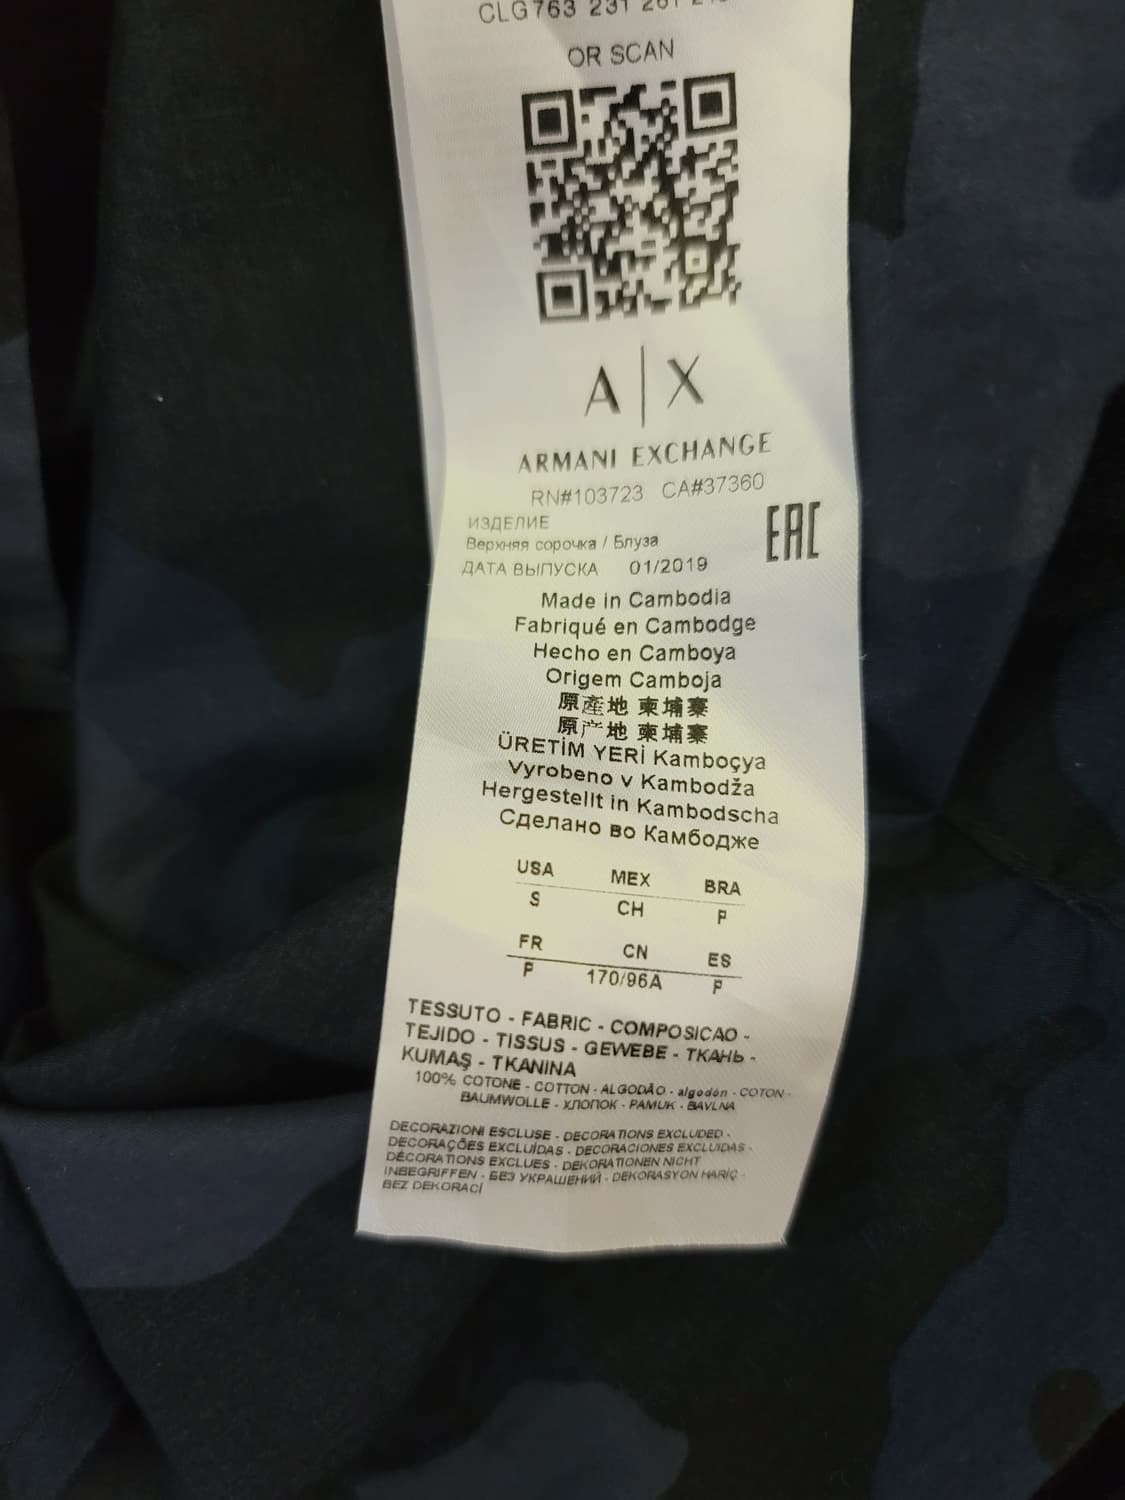 CLG763 231 261
OR SCAN
A|X
ARMANI EXCHANGE
RN#103723 CA#37360
ИЗДЕЛИЕ
Верхняя сорочка / Блуза
ДАТА ВЫПУСКА 01/2019
EAC
Made in Cambodia
Fabriqué en Cambodge
Hecho en Camboya
Origem Camboja
原產地 柬埔寨
原产地 柬埔寨
ÜRETİM YERİ Kamboçya
Vyrobeno v Kambodža
Hergestellt in Kambodscha
Сделано во Камбодже
USA MEX BRA
S CH P
FR CN ES
P 170/96A P
TESSUTO - FABRIC - COMPOSICAO -
TEJIDO - TISSUS - GEWEBE - ТКАНЬ -
KUMAŞ - TKANINA
100% COTONE - COTTON - ALGODÃO - algodón - COTON -
BAUMWOLLE - ХЛОПОК - PAMUK - BAVLNA
DECORAZIONI ESCLUSE - DECORATIONS EXCLUDED -
DECORAÇÕES EXCLUÍDAS - DECORACIONES EXCLUIDAS -
DÉCORATIONS EXCLUES - DEKORATIONEN NICHT
INBEGRIFFEN - БЕЗ УКРАШЕНИЙ - DEKORASYON HARİÇ -
BEZ DEKORACÍ